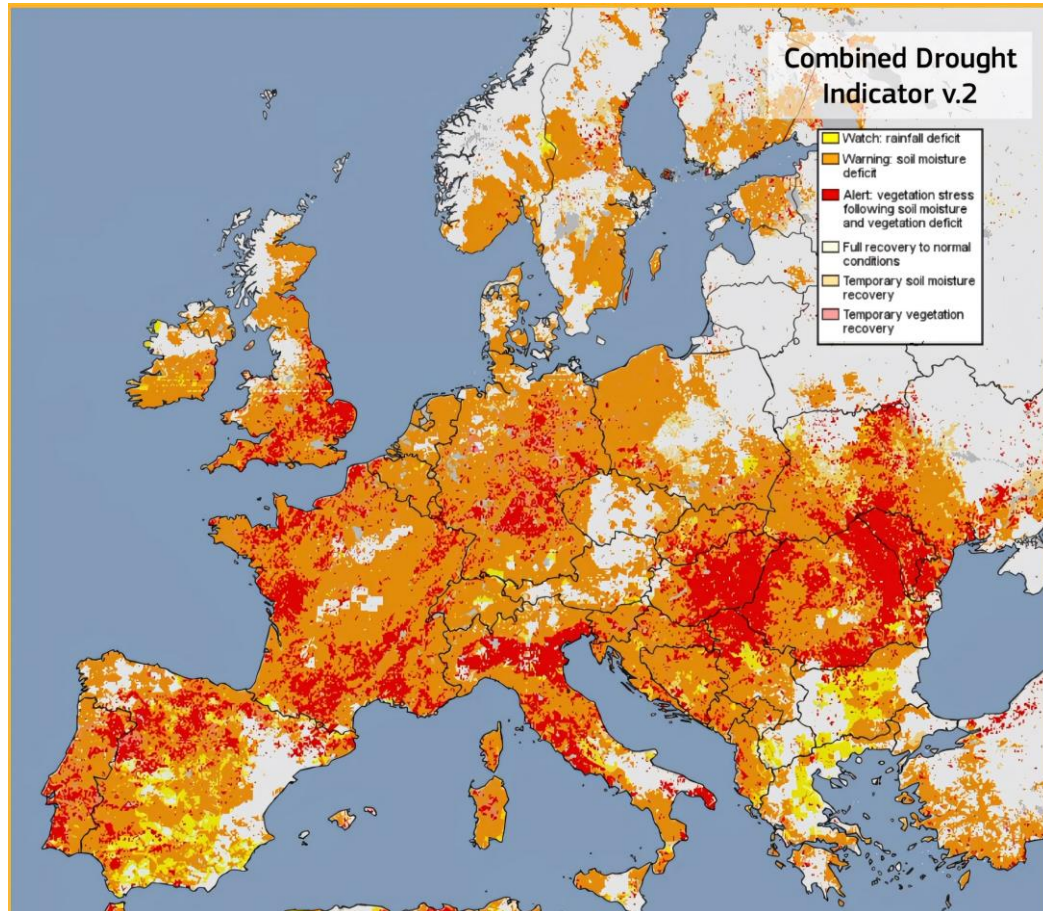 Combined Drought
Indicator v.2
Watch: rainfall deficit
Warning: soil moisture
deficit
Alert: vegetation stress
following soil moisture
and vegetation deficit
Full recovery to normal
conditions
Temporary soil moisture
recovery
Temporary vegetation
recovery